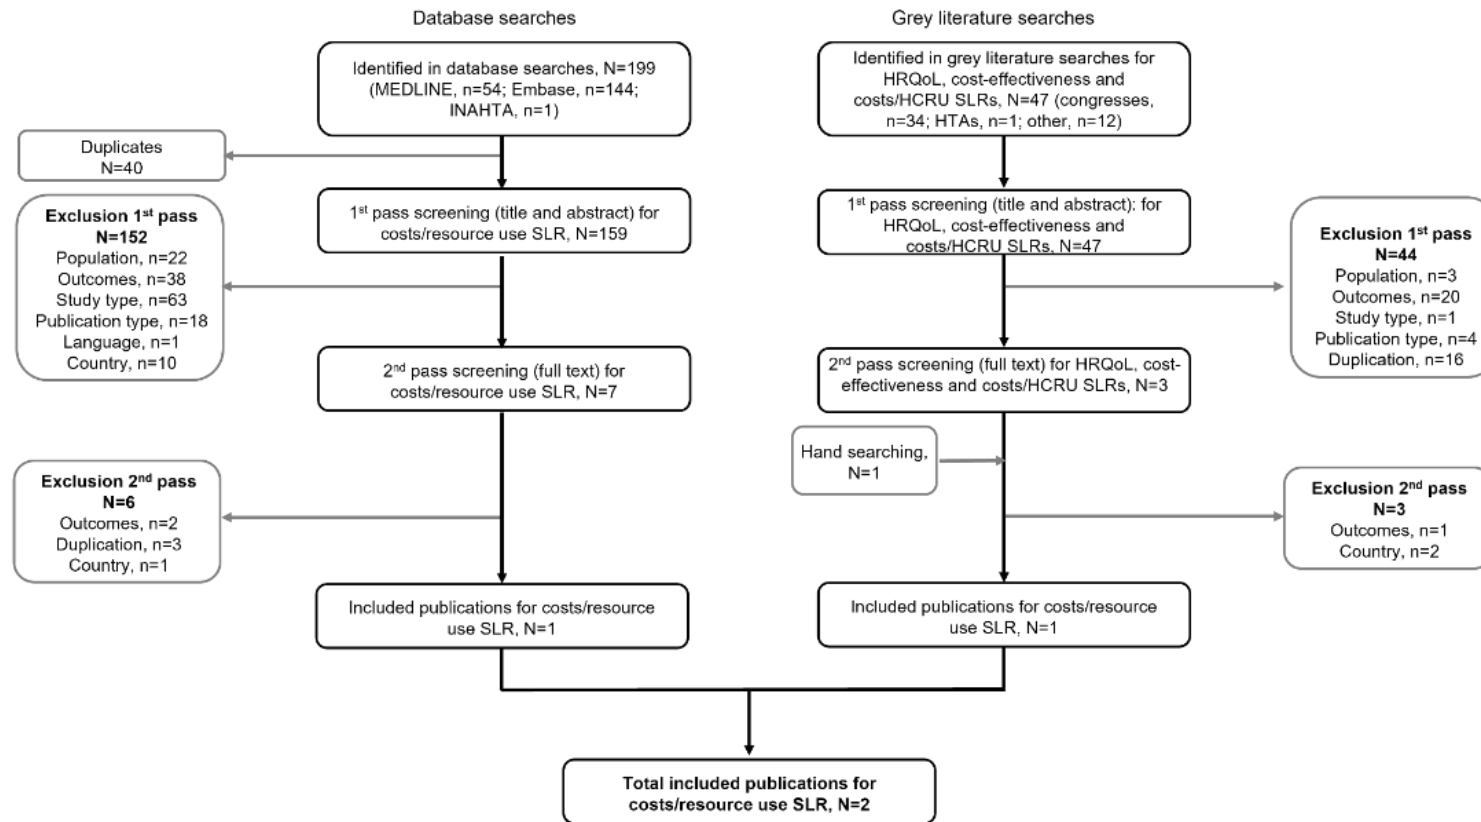 Database searches
Grey literature searches
Identified in database searches, N=199
(MEDLINE, n=54; Embase, n=144;
INAHTA, n=1)
Identified in grey literature searches for
HRQoL, cost-effectiveness and
costs/HCRU SLRs, N=47 (congresses,
n=34; HTAs, n=1; other, n=12)
Duplicates
N=40
1st pass screening (title and abstract) for
costs/resource use SLR, N=159
1st pass screening (title and abstract): for
HRQoL, cost-effectiveness and
costs/HCRU SLRs, N=47
Exclusion 1st pass
N=152
Population, n=22
Outcomes, n=38
Study type, n=63
Publication type, n=18
Language, n=1
Country, n=10
Exclusion 1st pass
N=44
Population, n=3
Outcomes, n=20
Study type, n=1
Publication type, n=4
Duplication, n=16
2nd pass screening (full text) for
costs/resource use SLR, N=7
2nd pass screening (full text) for HRQoL, cost-
effectiveness and costs/HCRU SLRs, N=3
Hand searching,
N=1
Exclusion 2nd pass
N=6
Outcomes, n=2
Duplication, n=3
Country, n=1
Exclusion 2nd pass
N=3
Outcomes, n=1
Country, n=2
Included publications for costs/resource
use SLR, N=1
Included publications for costs/resource
use SLR, N=1
Total included publications for
costs/resource use SLR, N=2